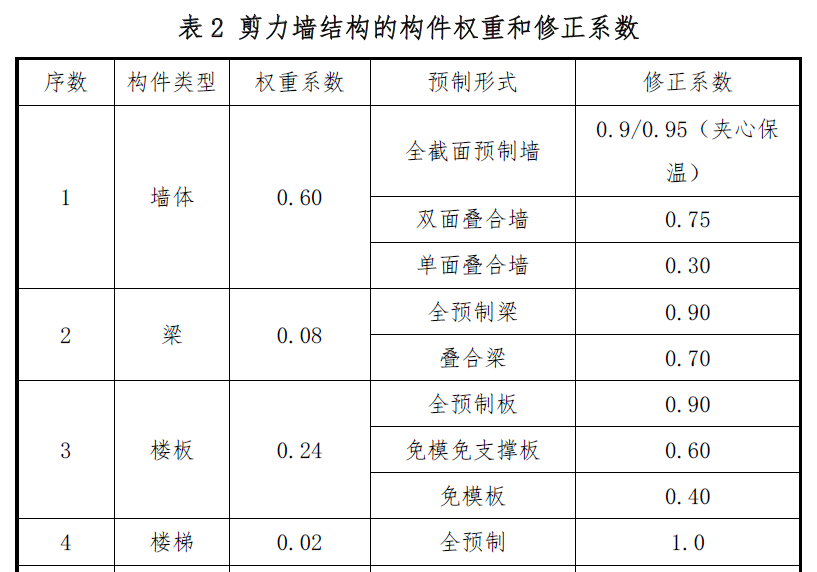 表 2 剪力墙结构的构件权重和修正系数
序数 构件类型 权重系数 预制形式 修正系数
1 墙体 0.60 全截面预制墙 0.9/0.95（夹心保
温）
双面叠合墙 0.75
单面叠合墙 0.30
2 梁 0.08 全预制梁 0.90
叠合梁 0.70
3 楼板 0.24 全预制板 0.90
免模免支撑板 0.60
免模板 0.40
4 楼梯 0.02 全预制 1.0